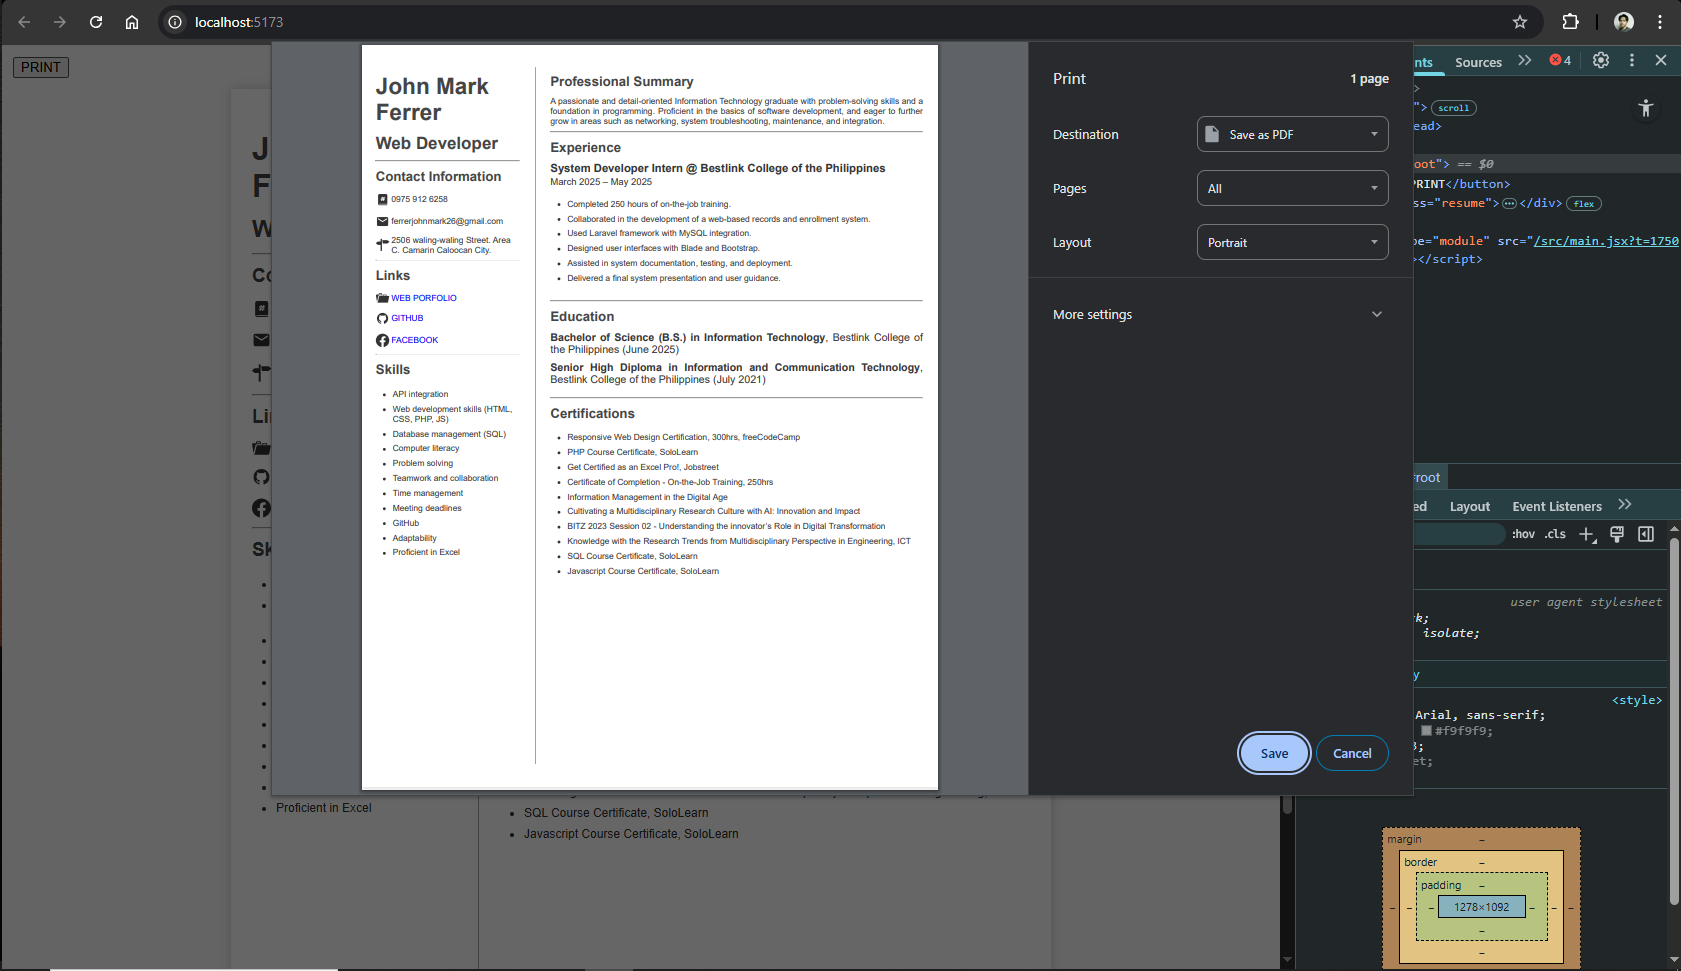 localhost:5173
PRINT
J
F
W
Co
Li
Sk
Proficient in Excel
SQL Course Certificate, SoloLearn
Javascript Course Certificate, SoloLearn
John Mark
Ferrer
Web Developer
Contact Information
0975 912 6258
ferrerjohnmark26@gmail.com
2506 waling-waling Street. Area
C. Camarin Caloocan City.
Links
WEB PORFOLIO
GITHUB
FACEBOOK
Skills
API integration
Web development skills (HTML,
CSS, PHP, JS)
Database management (SQL)
Computer literacy
Problem solving
Teamwork and collaboration
Time management
Meeting deadlines
GitHub
Adaptability
Proficient in Excel
Professional Summary
A passionate and detail-oriented Information Technology graduate with problem-solving skills and a
foundation in programming. Proficient in the basics of software development, and eager to further
grow in areas such as networking, system troubleshooting, maintenance, and integration.
Experience
System Developer Intern @ Bestlink College of the Philippines
March 2025 – May 2025
Completed 250 hours of on-the-job training.
Collaborated in the development of a web-based records and enrollment system.
Used Laravel framework with MySQL integration.
Designed user interfaces with Blade and Bootstrap.
Assisted in system documentation, testing, and deployment.
Delivered a final system presentation and user guidance.
Education
Bachelor of Science (B.S.) in Information Technology, Bestlink College of
the Philippines (June 2025)
Senior High Diploma in Information and Communication Technology,
Bestlink College of the Philippines (July 2021)
Certifications
Responsive Web Design Certification, 300hrs, freeCodeCamp
PHP Course Certificate, SoloLearn
Get Certified as an Excel Pro!, Jobstreet
Certificate of Completion - On-the-Job Training, 250hrs
Information Management in the Digital Age
Cultivating a Multidisciplinary Research Culture with AI: Innovation and Impact
BITZ 2023 Session 02 - Understanding the innovator's Role in Digital Transformation
Knowledge with the Research Trends from Multidisciplinary Perspective in Engineering, ICT
SQL Course Certificate, SoloLearn
Javascript Course Certificate, SoloLearn
Print
1 page
Destination
Save as PDF
Pages
All
Layout
Portrait
More settings
Save
Cancel
nts
Sources
4
>
"> scroll
ead>
oot"> == $0
PRINT</button>
ss="resume"> </div> flex
pe="module" src="/src/main.jsx?t=1750
></script>
root
ed
Layout
Event Listeners
:hov
.cls
user agent stylesheet
k;
isolate;
y
<style>
Arial, sans-serif;
#f9f9f9;
3;
et;
margin
–
border
–
padding
–
– – – 1278×1092 – – –
–
–